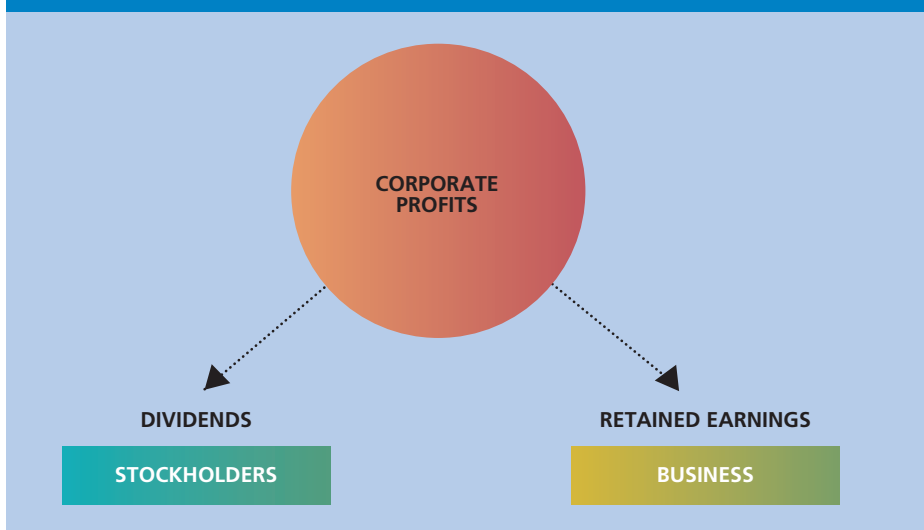 CORPORATE
PROFITS
DIVIDENDS
RETAINED EARNINGS
STOCKHOLDERS
BUSINESS